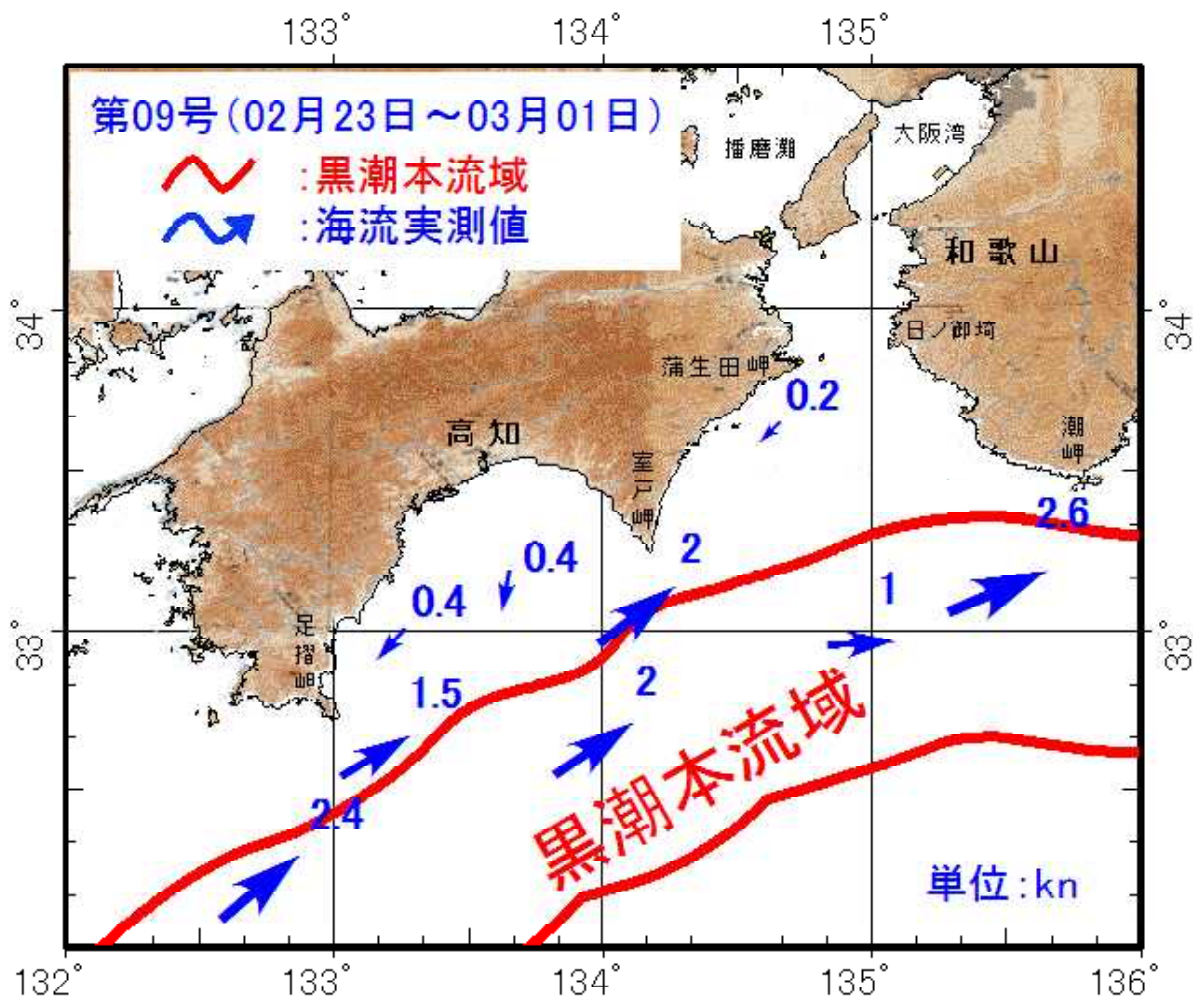 133°
134°
135°
第09号(02月23日～03月01日)
:黒潮本流域
:海流実測値
播磨灘
大阪湾
和歌山
34°
34°
日ノ御埼
蒲生田岬
0.2
高知
潮岬
室戸岬
2.6
2
0.4
0.4
1
足摺岬
33°
33°
1.5
2
黒潮本流域
2.4
単位:kn
132°
133°
134°
135°
136°